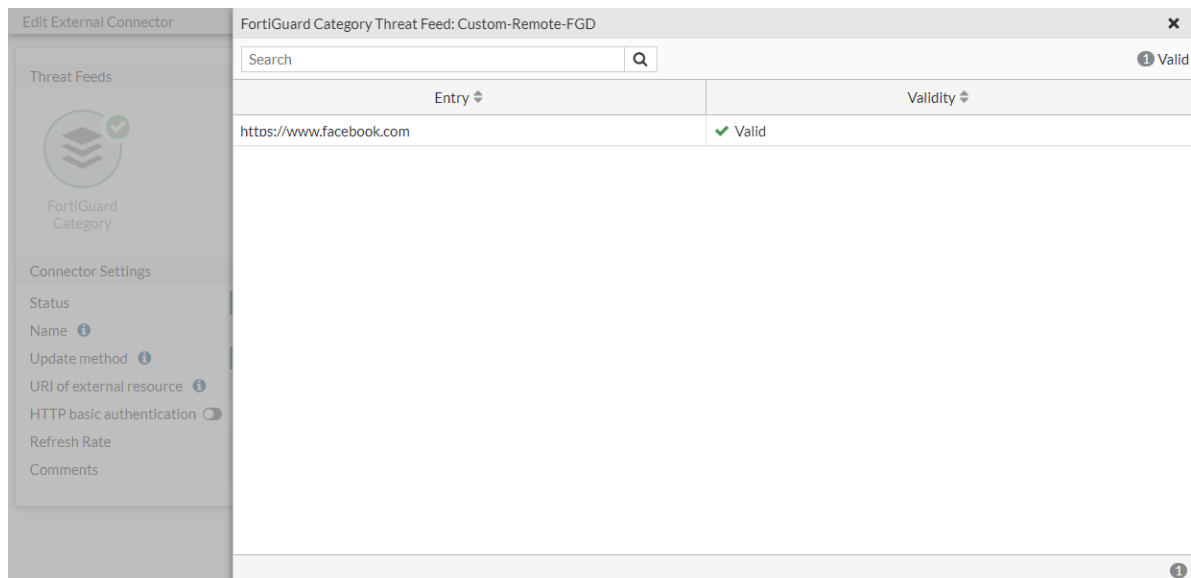 Edit External Connector
FortiGuard Category Threat Feed: Custom-Remote-FGD
Search
1 Valid
Threat Feeds
Entry
Validity
https://www.facebook.com
Valid
FortiGuard
Category
Connector Settings
Status
Name
Update method
URI of external resource
HTTP basic authentication
Refresh Rate
Comments
1